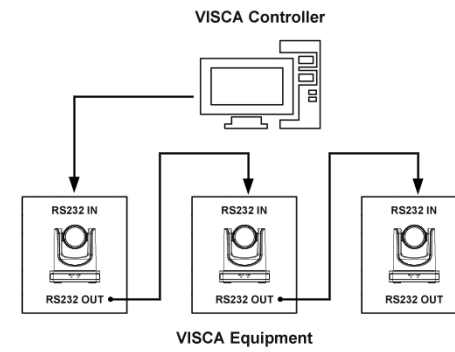 VISCA Controller
RS232 IN
RS232 IN
RS232 IN
RS232 OUT
RS232 OUT
RS232 OUT
VISCA Equipment